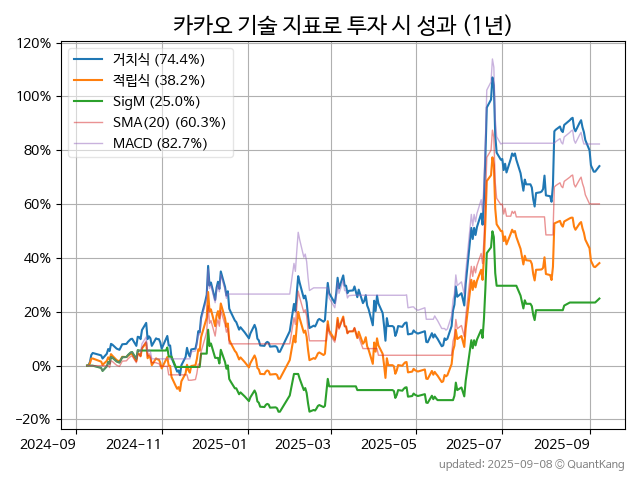 카카오 기술 지표로 투자 시 성과 (1년)
120%
100%
80%
60%
40%
20%
0%
−20%
거치식 (74.4%)
적립식 (38.2%)
SigM (25.0%)
SMA(20) (60.3%)
MACD (82.7%)
2024-09
2024-11
2025-01
2025-03
2025-05
2025-07
2025-09
updated: 2025-09-08 © QuantKang